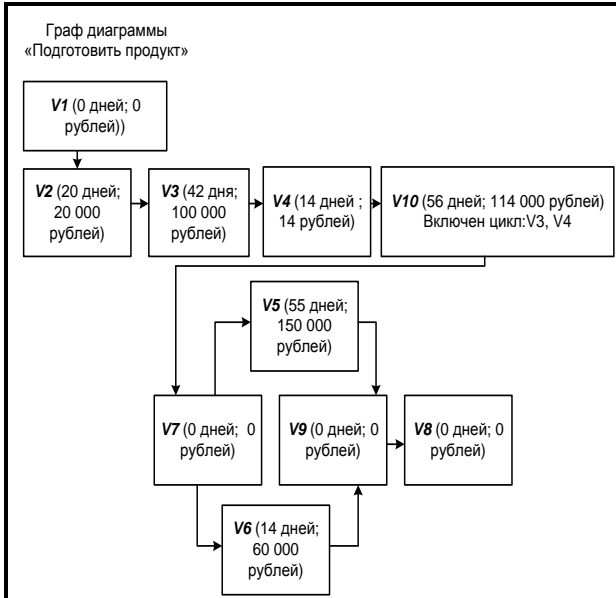 Граф диаграммы
«Подготовить продукт»
V1 (0 дней; 0
рублей))
V2 (20 дней;
20 000
рублей)
V3 (42 дня;
100 000
рублей)
V4 (14 дней ;
14 рублей)
V10 (56 дней; 114 000 рублей)
Включен цикл:V3, V4
V5 (55 дней;
150 000
рублей)
V7 (0 дней; 0
рублей)
V9 (0 дней; 0
рублей)
V8 (0 дней; 0
рублей)
V6 (14 дней;
60 000
рублей)